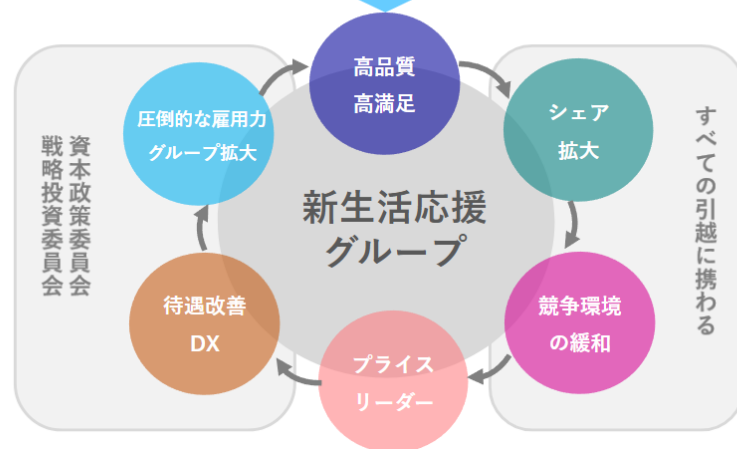 高品質
高満足
圧倒的な雇用力
グループ拡大
シェア
拡大
資本政策委員会
戦略投資委員会
すべての引越に携わる
新生活応援
グループ
待遇改善
DX
競争環境
の緩和
プライス
リーダー